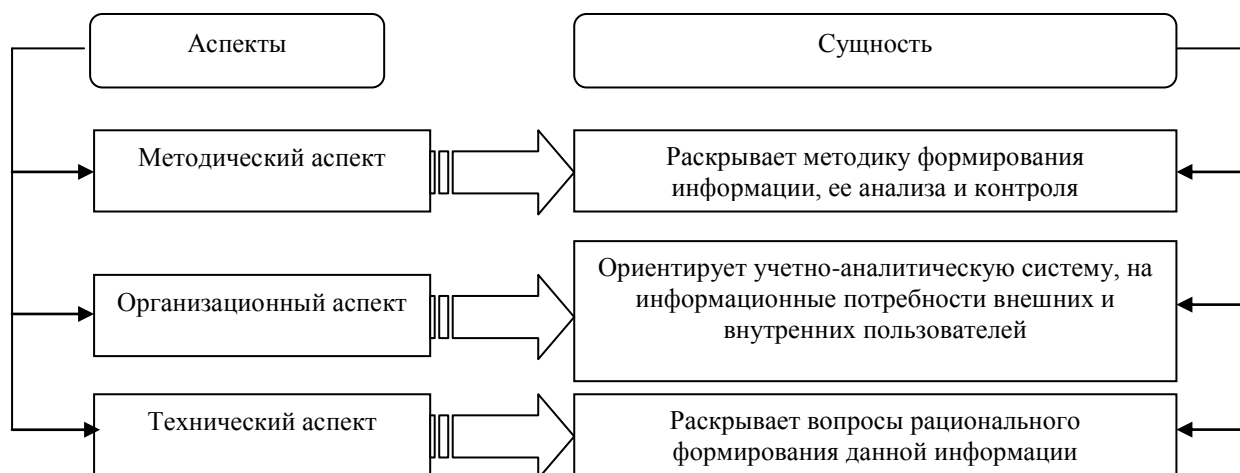 Аспекты
Сущность
Методический аспект
Раскрывает методику формирования
информации, ее анализа и контроля
Организационный аспект
Ориентирует учетно-аналитическую систему, на
информационные потребности внешних и
внутренних пользователей
Технический аспект
Раскрывает вопросы рационального
формирования данной информации